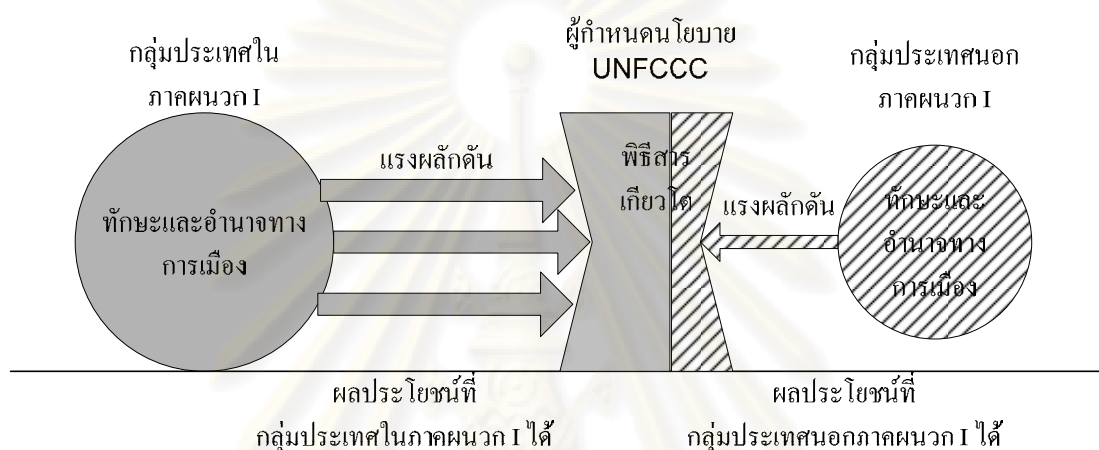 กลุ่มประเทศใน
ภาคผนวก I
ผู้กำหนดนโยบาย
UNFCCC
กลุ่มประเทศนอก
ภาคผนวก I
แรงผลักดัน
พิธีสาร
เกียวโต
แรงผลักดัน
ทักษะและอำนาจทาง
การเมือง
ทักษะและ
อำนาจทาง
การเมือง
ผลประโยชน์ที่
กลุ่มประเทศในภาคผนวก I ได้
ผลประโยชน์ที่
กลุ่มประเทศนอกภาคผนวก I ได้